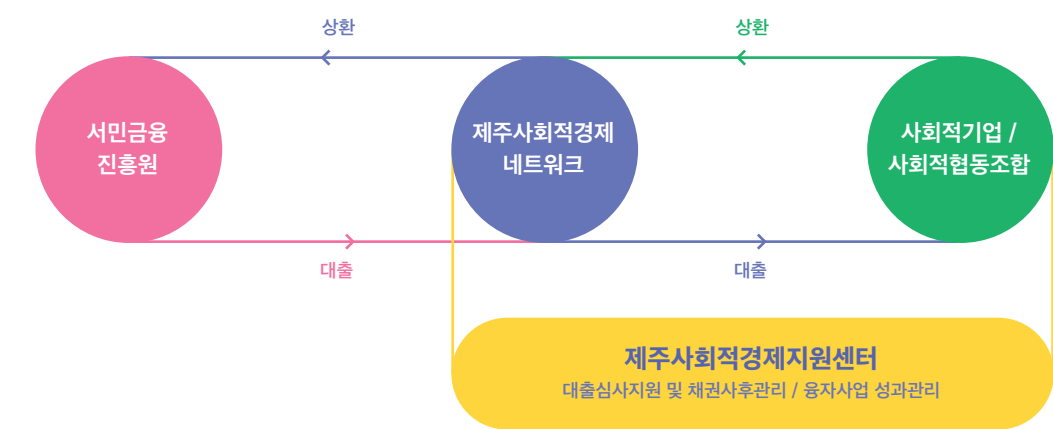 상환
상환
서민금융
진흥원
제주사회적경제
네트워크
사회적기업 /
사회적협동조합
대출
대출
제주사회적경제지원센터
대출심사지원 및 채권사후관리 / 융자사업 성과관리